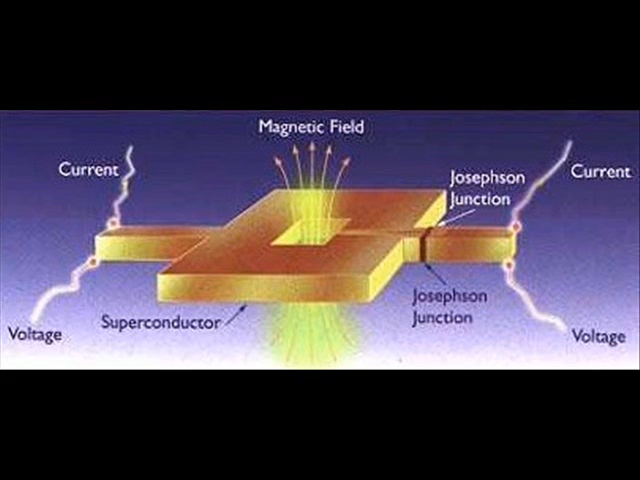 Magnetic Field
Current
Josephson
Junction
Current
Josephson
Junction
Superconductor
Voltage
Voltage